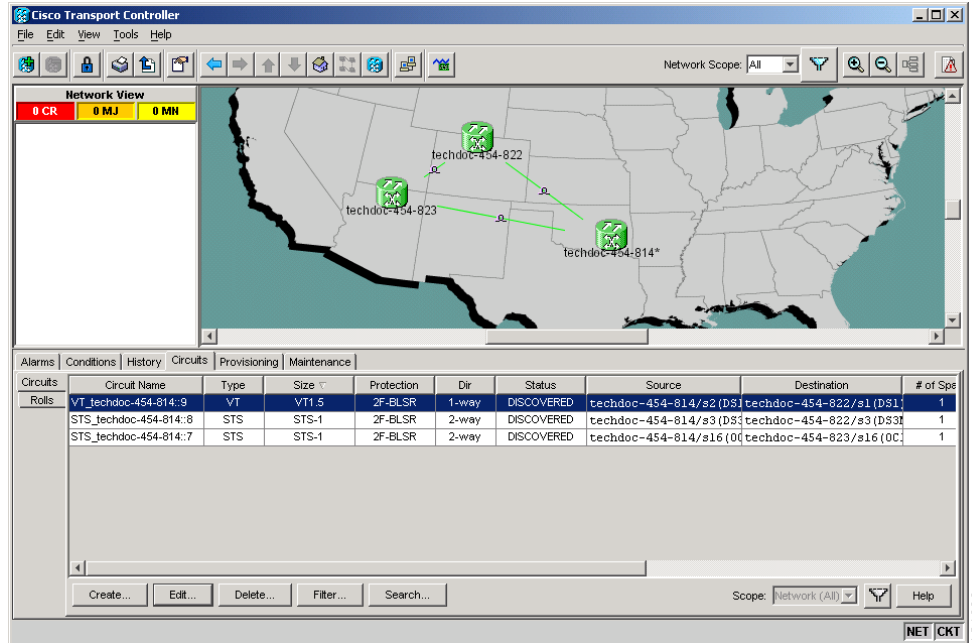 Cisco Transport Controller
File Edit View Tools Help
Network Scope: All
Network View
0 CR 0 MJ 0 MN
techdoc-454-822
techdoc-454-823
techdoc-454-814*
Alarms Conditions History Circuits Provisioning Maintenance
Circuits
Rolls
Circuit Name Type Size Protection Dir Status Source Destination # of Spa
VT_techdoc-454-814::9 VT VT1.5 2F-BLSR 1-way DISCOVERED techdoc-454-814/s2(DS1 techdoc-454-822/s1(DS1) 1
STS_techdoc-454-814::8 STS STS-1 2F-BLSR 2-way DISCOVERED techdoc-454-814/s3(DS3 techdoc-454-822/s3(DS3N 1
STS_techdoc-454-814::7 STS STS-1 2F-BLSR 2-way DISCOVERED techdoc-454-814/s16(OC techdoc-454-823/s16(OC 1
Create... Edit... Delete... Filter... Search... Scope: Network (All) Help
NET CKT